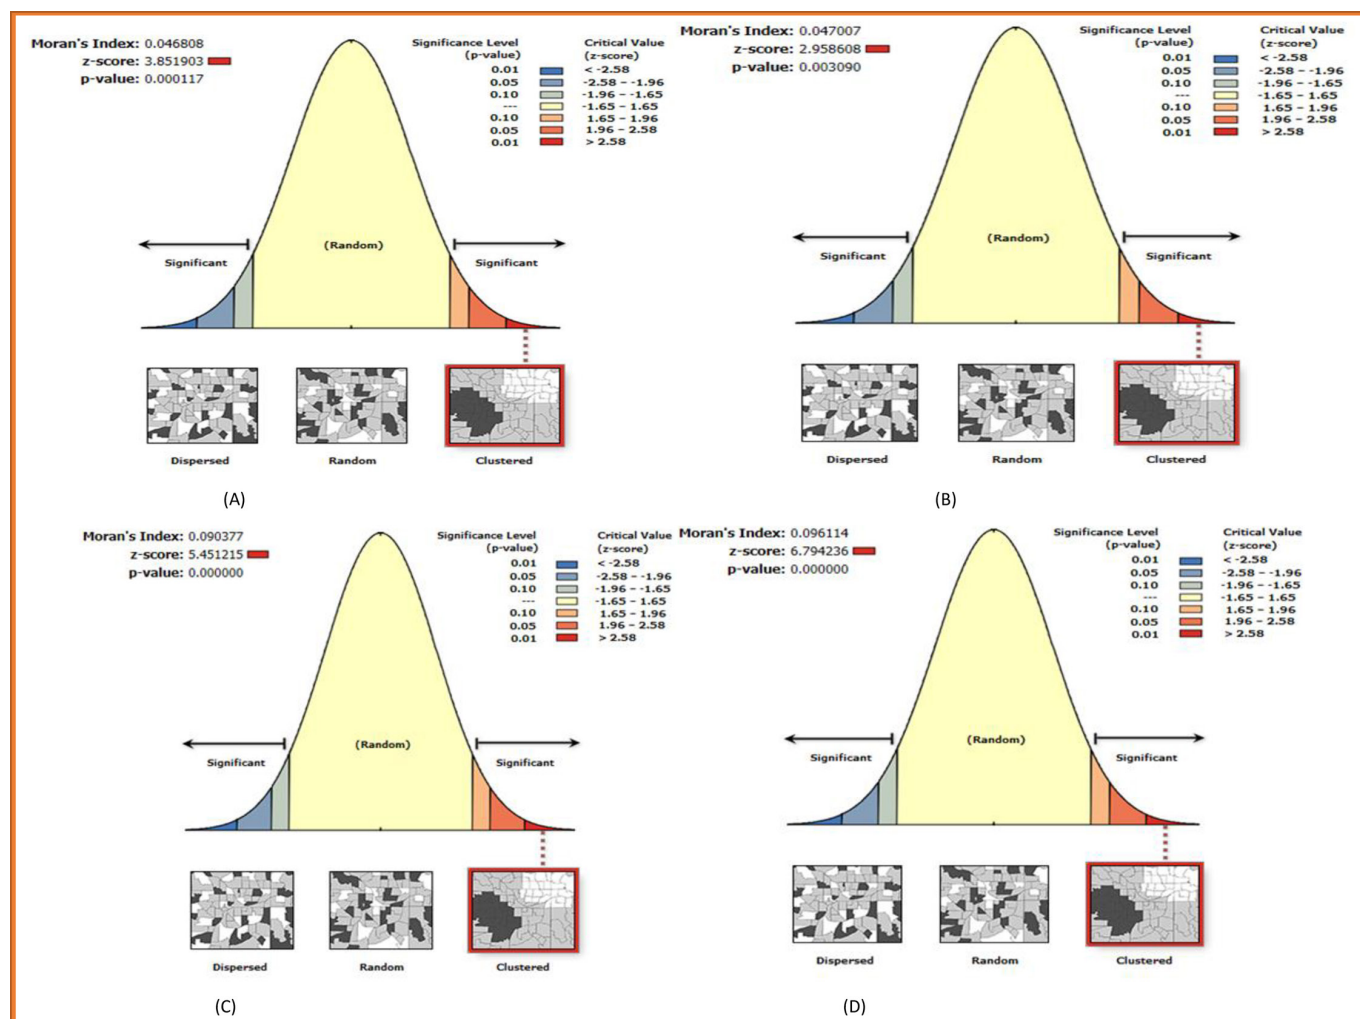 Moran's Index: 0.046808
z-score: 3.851903
p-value: 0.000117
Significance Level (p-value)
Critical Value (z-score)
0.01 < -2.58
0.05 -2.58 – -1.96
0.10 -1.96 – -1.65
--- -1.65 – 1.65
0.10 1.65 – 1.96
0.05 1.96 – 2.58
0.01 > 2.58
(Random)
Significant Significant
Dispersed Random Clustered
(A)
Moran's Index: 0.047007
z-score: 2.958608
p-value: 0.003090
Significance Level (p-value)
Critical Value (z-score)
0.01 < -2.58
0.05 -2.58 – -1.96
0.10 -1.96 – -1.65
--- -1.65 – 1.65
0.10 1.65 – 1.96
0.05 1.96 – 2.58
0.01 > 2.58
(Random)
Significant Significant
Dispersed Random Clustered
(B)
Moran's Index: 0.090377
z-score: 5.451215
p-value: 0.000000
Significance Level (p-value)
Critical Value (z-score)
0.01 < -2.58
0.05 -2.58 – -1.96
0.10 -1.96 – -1.65
--- -1.65 – 1.65
0.10 1.65 – 1.96
0.05 1.96 – 2.58
0.01 > 2.58
(Random)
Significant Significant
Dispersed Random Clustered
(C)
Moran's Index: 0.096114
z-score: 6.794236
p-value: 0.000000
Significance Level (p-value)
Critical Value (z-score)
0.01 < -2.58
0.05 -2.58 – -1.96
0.10 -1.96 – -1.65
--- -1.65 – 1.65
0.10 1.65 – 1.96
0.05 1.96 – 2.58
0.01 > 2.58
(Random)
Significant Significant
Dispersed Random Clustered
(D)